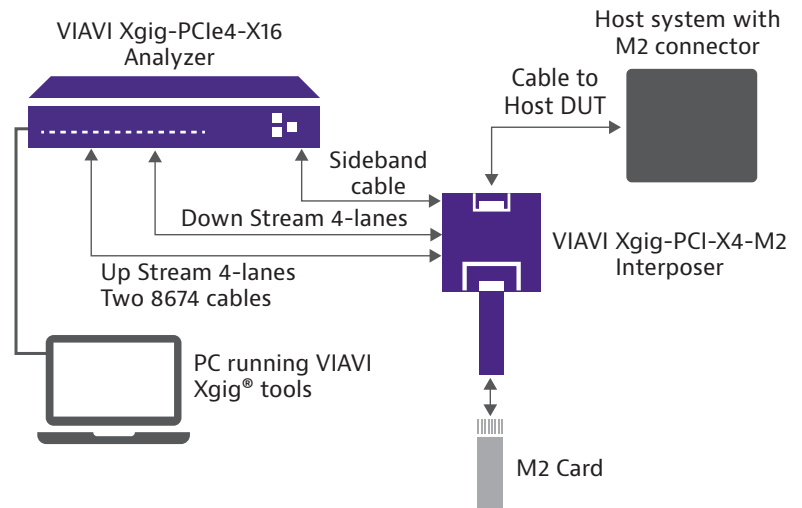 VIAVI Xgig-PCIe4-X16
Analyzer
Host system with
M2 connector
Cable to
Host DUT
Sideband
cable
Down Stream 4-lanes
VIAVI Xgig-PCI-X4-M2
Interposer
Up Stream 4-lanes
Two 8674 cables
PC running VIAVI
Xgig® tools
M2 Card